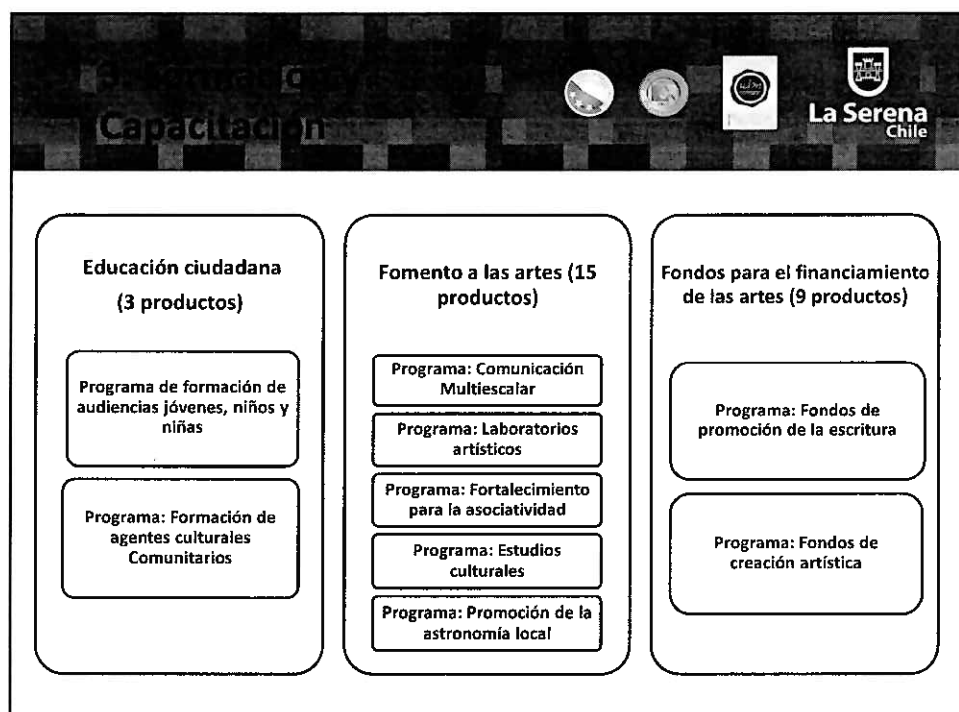 Capacitación
La Serena
Chile
Educación ciudadana
(3 productos)
Programa de formación de
audiencias jóvenes, niños y
niñas
Programa: Formación de
agentes culturales
Comunitarios
Fomento a las artes (15
productos)
Programa: Comunicación
Multiescalar
Programa: Laboratorios
artísticos
Programa: Fortalecimiento
para la asociatividad
Programa: Estudios
culturales
Programa: Promoción de la
astronomía local
Fondos para el financiamiento
de las artes (9 productos)
Programa: Fondos de
promoción de la escritura
Programa: Fondos de
creación artística